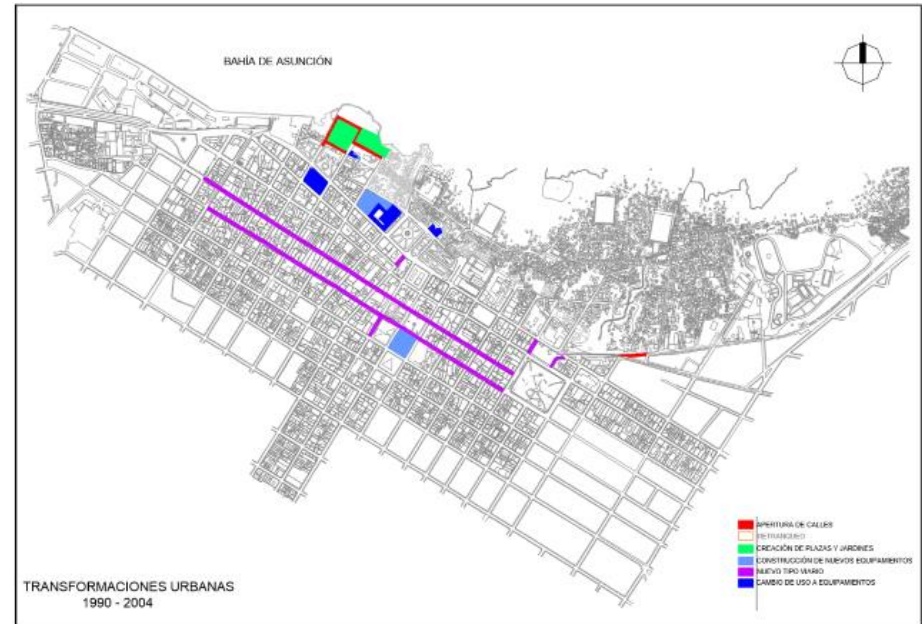 BAHÍA DE ASUNCIÓN
APERTURA DE CALLES
RETRANQUEO
CREACIÓN DE PLAZAS Y JARDINES
CONSTRUCCIÓN DE NUEVOS EQUIPAMIENTOS
NUEVO TIPO VIARIO
CAMBIO DE USO A EQUIPAMIENTOS
TRANSFORMACIONES URBANAS
1990 - 2004